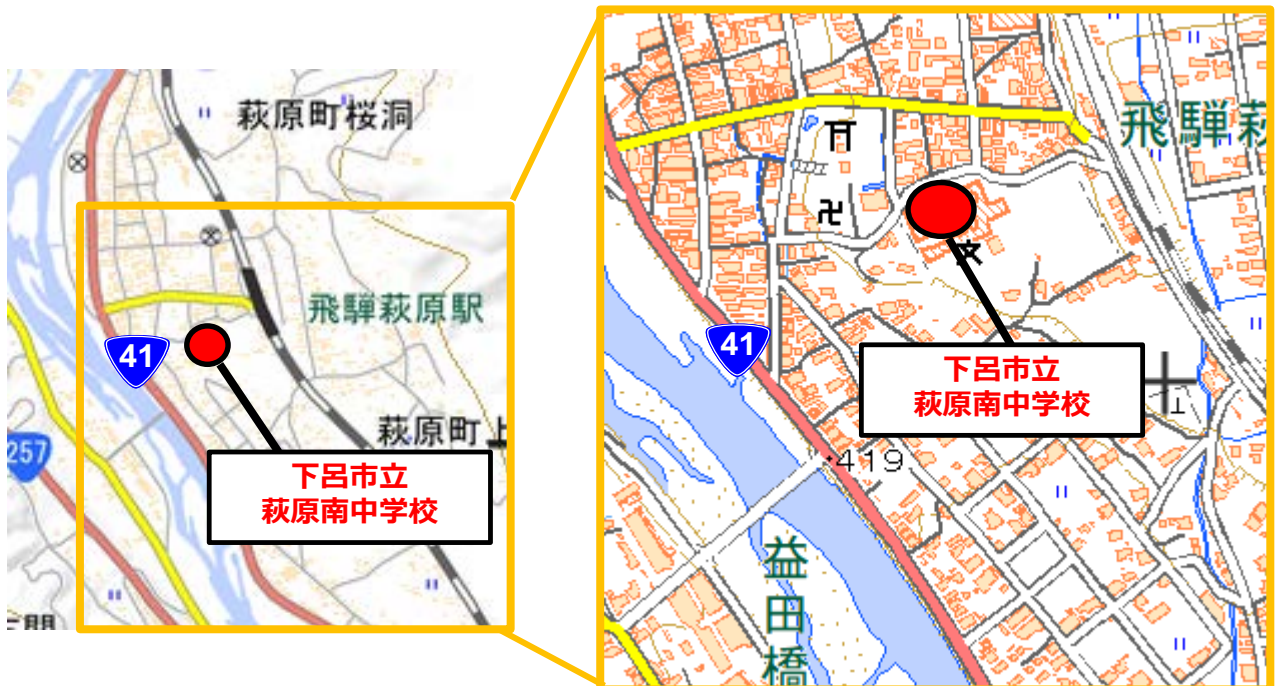 萩原町桜洞
飛騨萩原駅
41
萩原町上
257
下呂市立
萩原南中学校
飛騨萩
文
41
下呂市立
萩原南中学校
419
益田橋